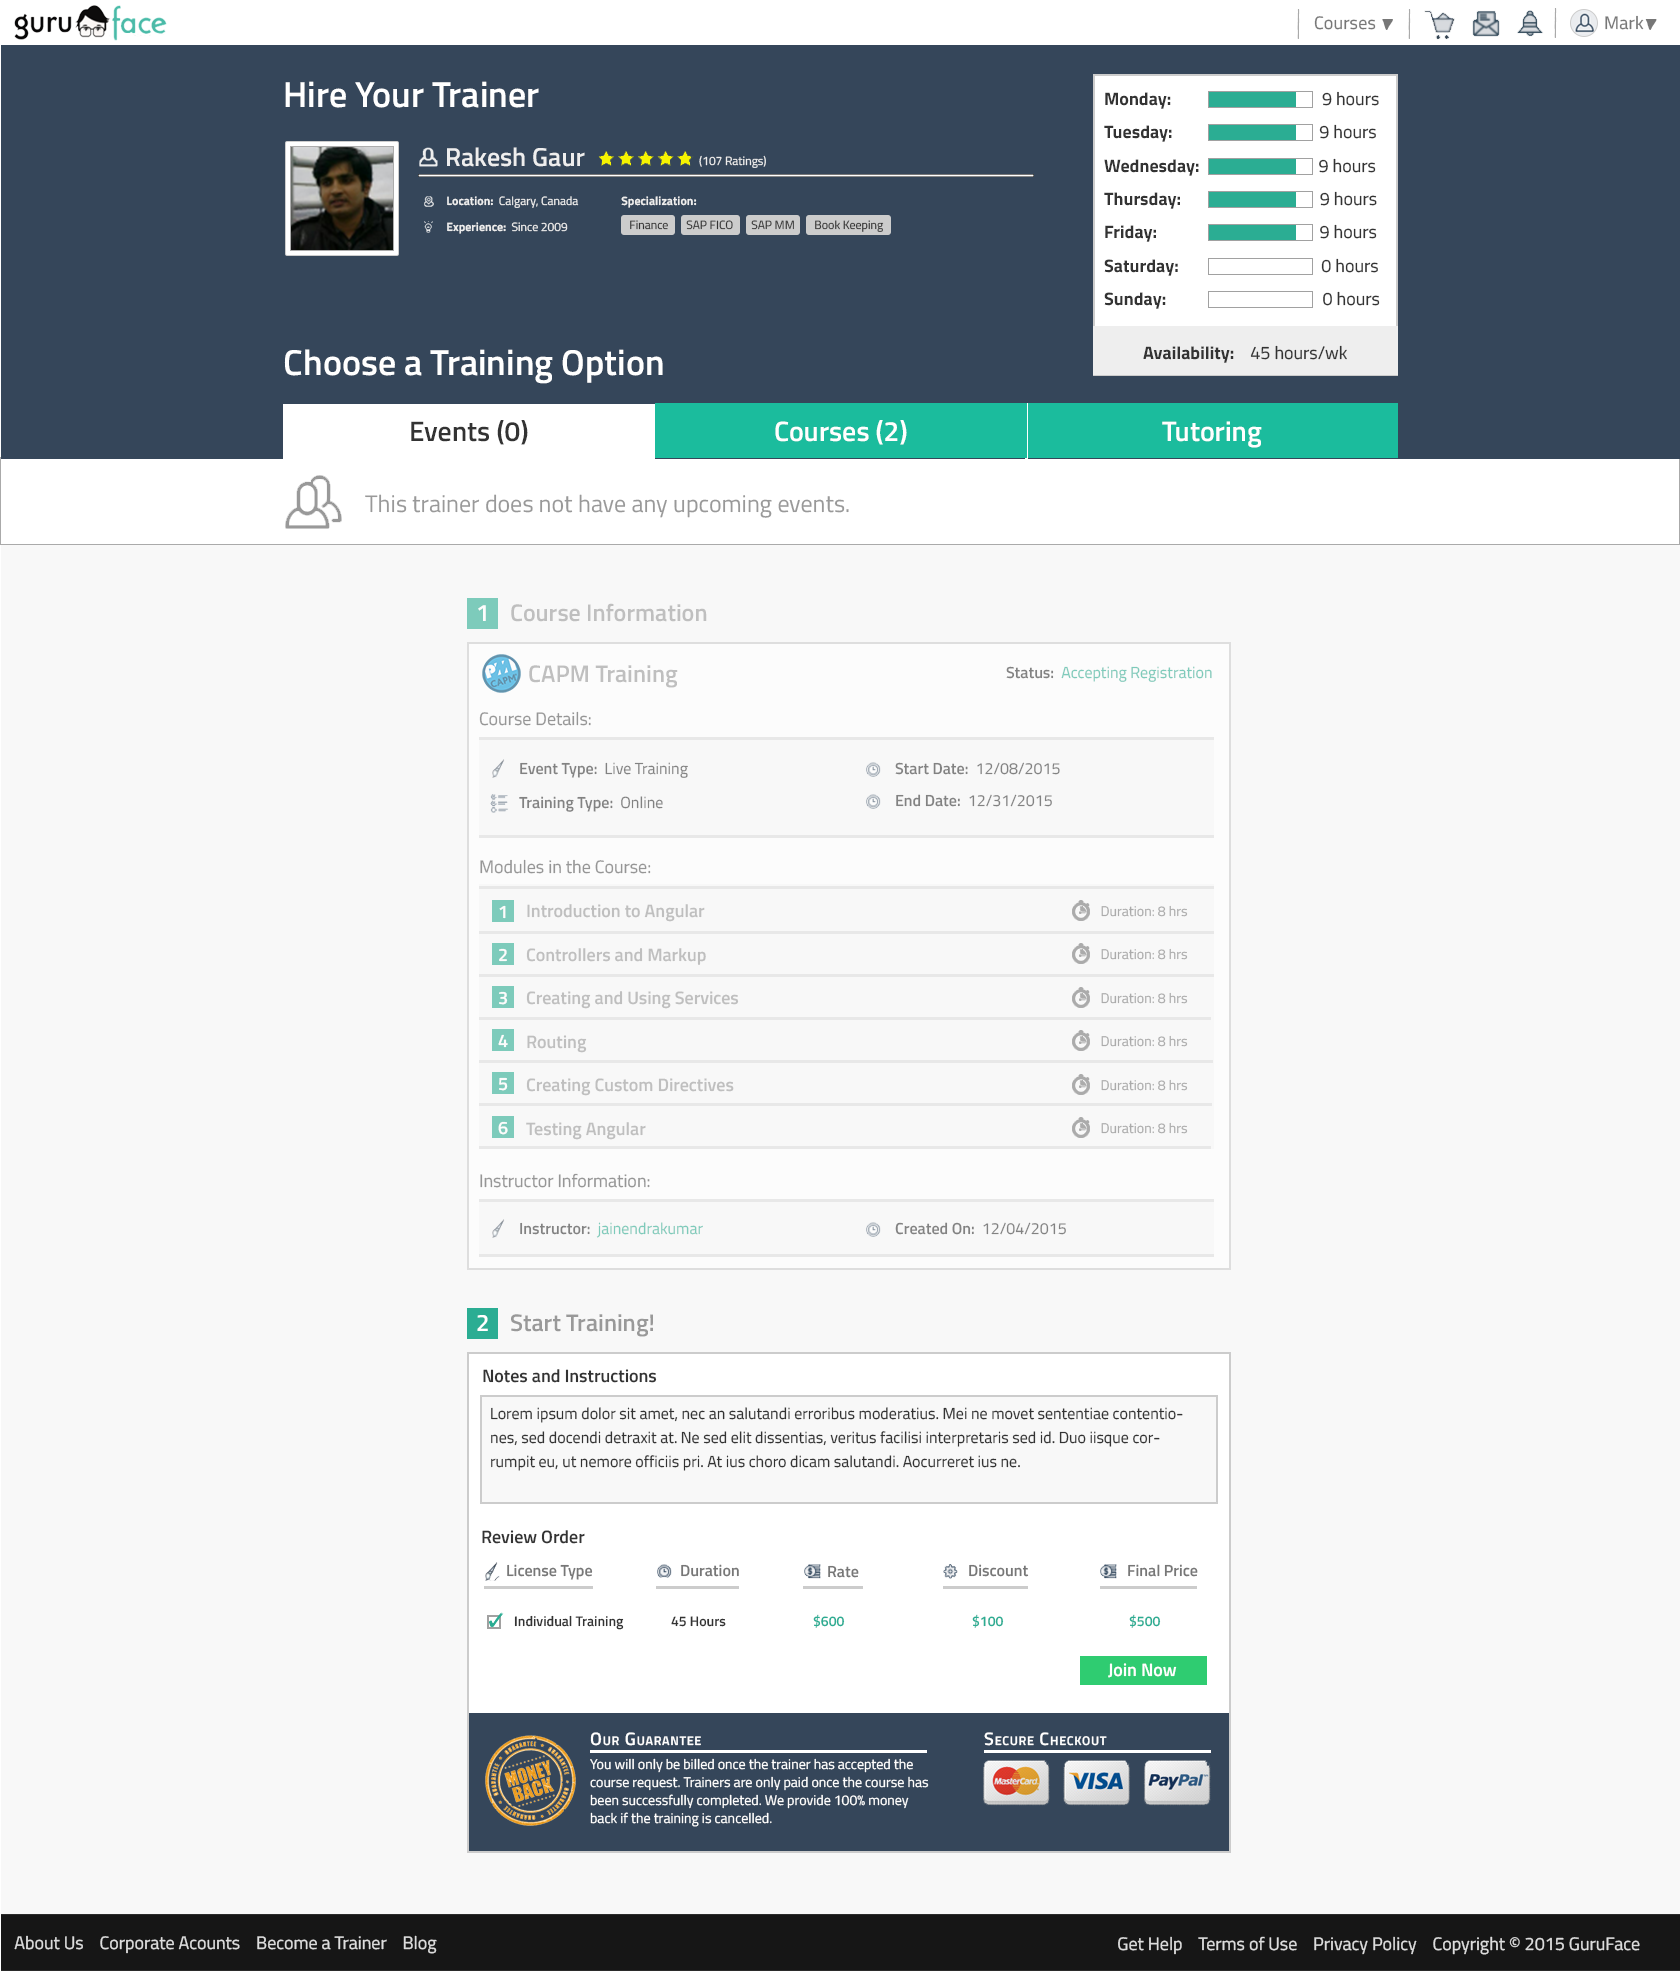 guru face
Courses
Mark
Hire Your Trainer
Rakesh Gaur (107 Ratings)
Location: Calgary, Canada
Experience: Since 2009
Specialization:
Finance SAP FICO SAP MM Book Keeping
Monday: 9 hours
Tuesday: 9 hours
Wednesday: 9 hours
Thursday: 9 hours
Friday: 9 hours
Saturday: 0 hours
Sunday: 0 hours
Availability: 45 hours/wk
Choose a Training Option
Events (0) Courses (2) Tutoring
This trainer does not have any upcoming events.
1 Course Information
CAPM
CAPM Training
Status: Accepting Registration
Course Details:
Event Type: Live Training Start Date: 12/08/2015
Training Type: Online End Date: 12/31/2015
Modules in the Course:
1 Introduction to Angular Duration: 8 hrs
2 Controllers and Markup Duration: 8 hrs
3 Creating and Using Services Duration: 8 hrs
4 Routing Duration: 8 hrs
5 Creating Custom Directives Duration: 8 hrs
6 Testing Angular Duration: 8 hrs
Instructor Information:
Instructor: jainendrakumar Created On: 12/04/2015
2 Start Training!
Notes and Instructions
Lorem ipsum dolor sit amet, nec an salutandi erroribus moderatius. Mei ne movet sententiae contentio-
nes, sed docendi detraxit at. Ne sed elit dissentias, veritus facilisi interpretaris sed id. Duo iisque cor-
rumpit eu, ut nemore officiis pri. At ius choro dicam salutandi. Aocurreret ius ne.
Review Order
License Type Duration Rate Discount Final Price
Individual Training 45 Hours $600 $100 $500
Join Now
GUARANTEE
MONEY
BACK
GUARANTEE
Our Guarantee
You will only be billed once the trainer has accepted the
course request. Trainers are only paid once the course has
been successfully completed. We provide 100% money
back if the training is cancelled.
Secure Checkout
MasterCard VISA PayPal
About Us Corporate Acounts Become a Trainer Blog
Get Help Terms of Use Privacy Policy Copyright © 2015 GuruFace